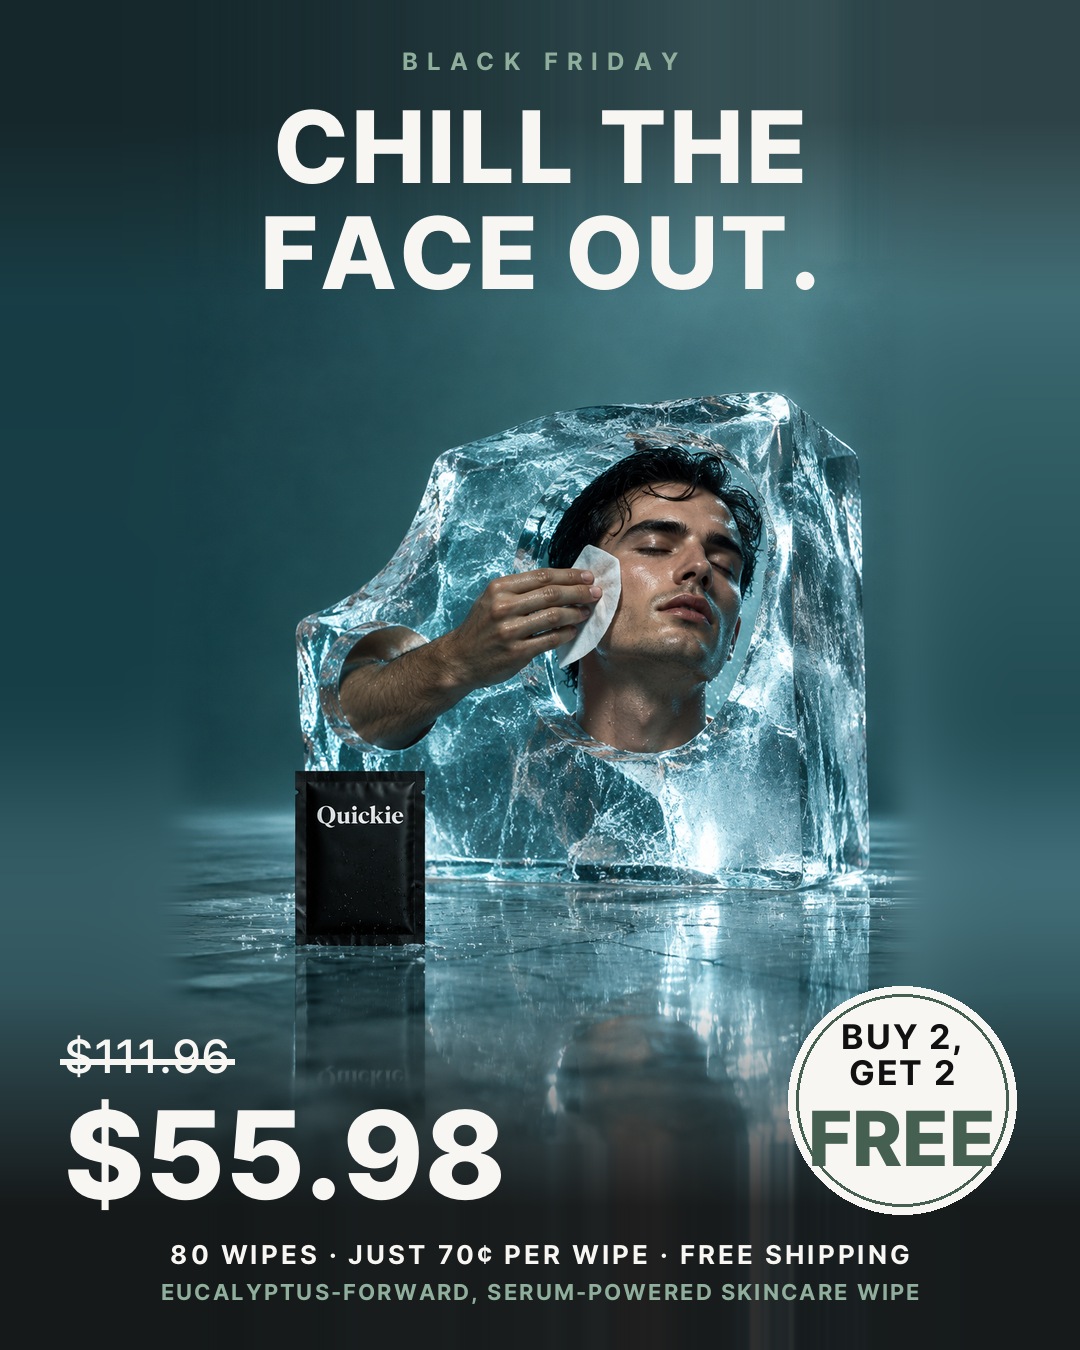 BLACK FRIDAY
CHILL THE
FACE OUT.
Quickie
Quickie
$111.96
$55.98
BUY 2,
GET 2
FREE
80 WIPES · JUST 70¢ PER WIPE · FREE SHIPPING
EUCALYPTUS-FORWARD, SERUM-POWERED SKINCARE WIPE